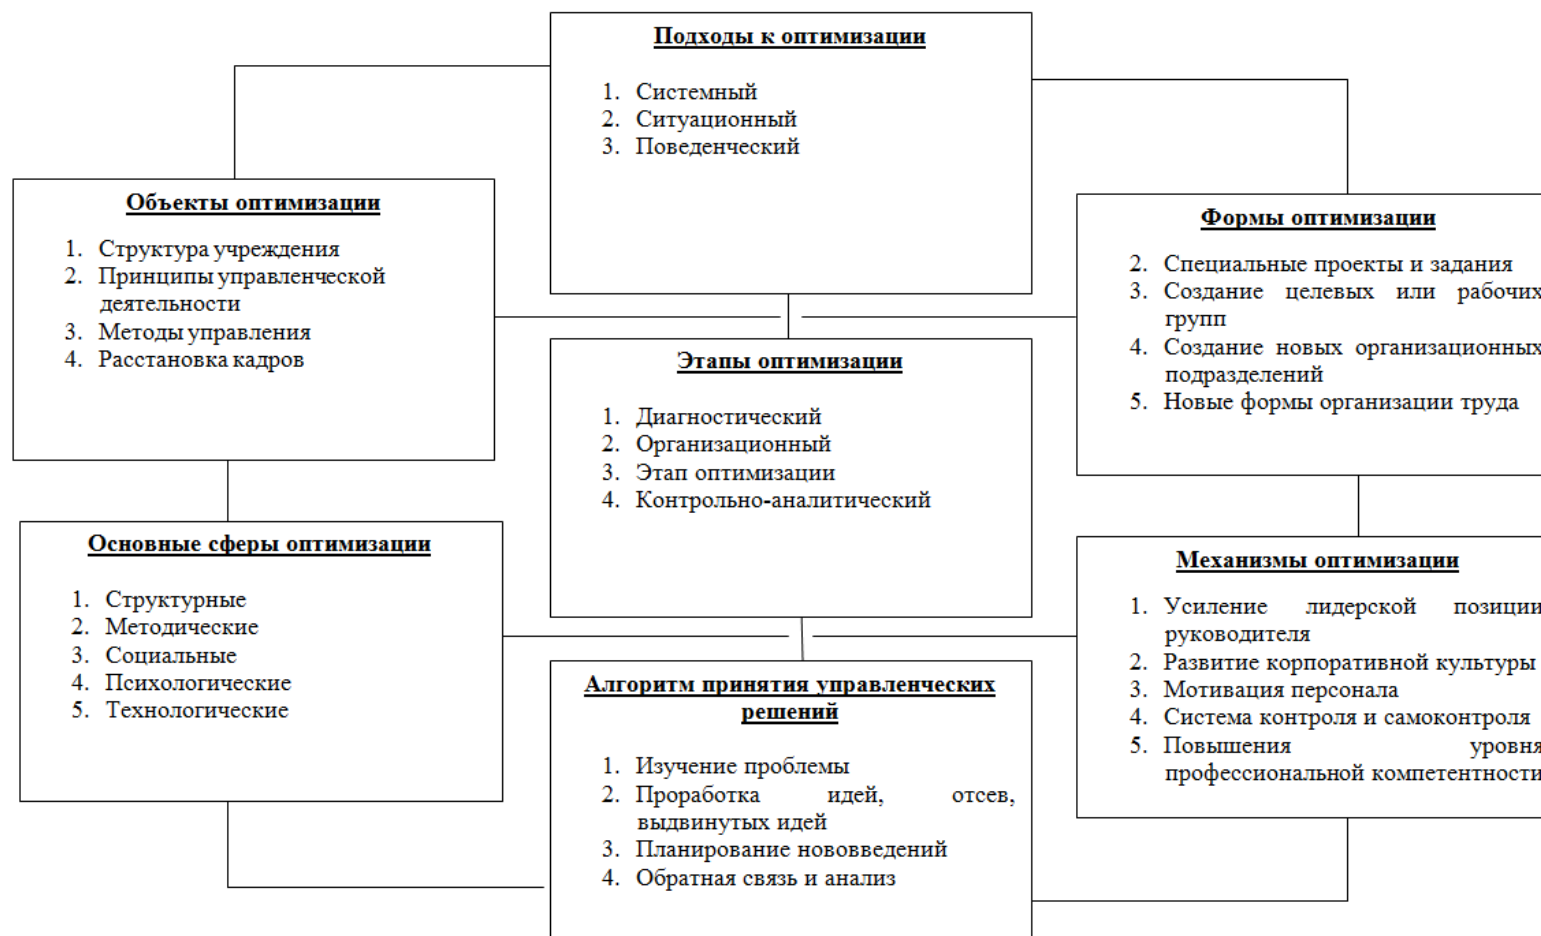 Подходы к оптимизации
1. Системный
2. Ситуационный
3. Поведенческий
Объекты оптимизации
1. Структура учреждения
2. Принципы управленческой
деятельности
3. Методы управления
4. Расстановка кадров
Формы оптимизации
2. Специальные проекты и задания
3. Создание целевых или рабочих
групп
4. Создание новых организационных
подразделений
5. Новые формы организации труда
Этапы оптимизации
1. Диагностический
2. Организационный
3. Этап оптимизации
4. Контрольно-аналитический
Основные сферы оптимизации
1. Структурные
2. Методические
3. Социальные
4. Психологические
5. Технологические
Механизмы оптимизации
1. Усиление лидерской позиции
руководителя
2. Развитие корпоративной культуры
3. Мотивация персонала
4. Система контроля и самоконтроля
5. Повышения уровня
профессиональной компетентности
Алгоритм принятия управленческих
решений
1. Изучение проблемы
2. Проработка идей, отсев,
выдвинутых идей
3. Планирование нововведений
4. Обратная связь и анализ